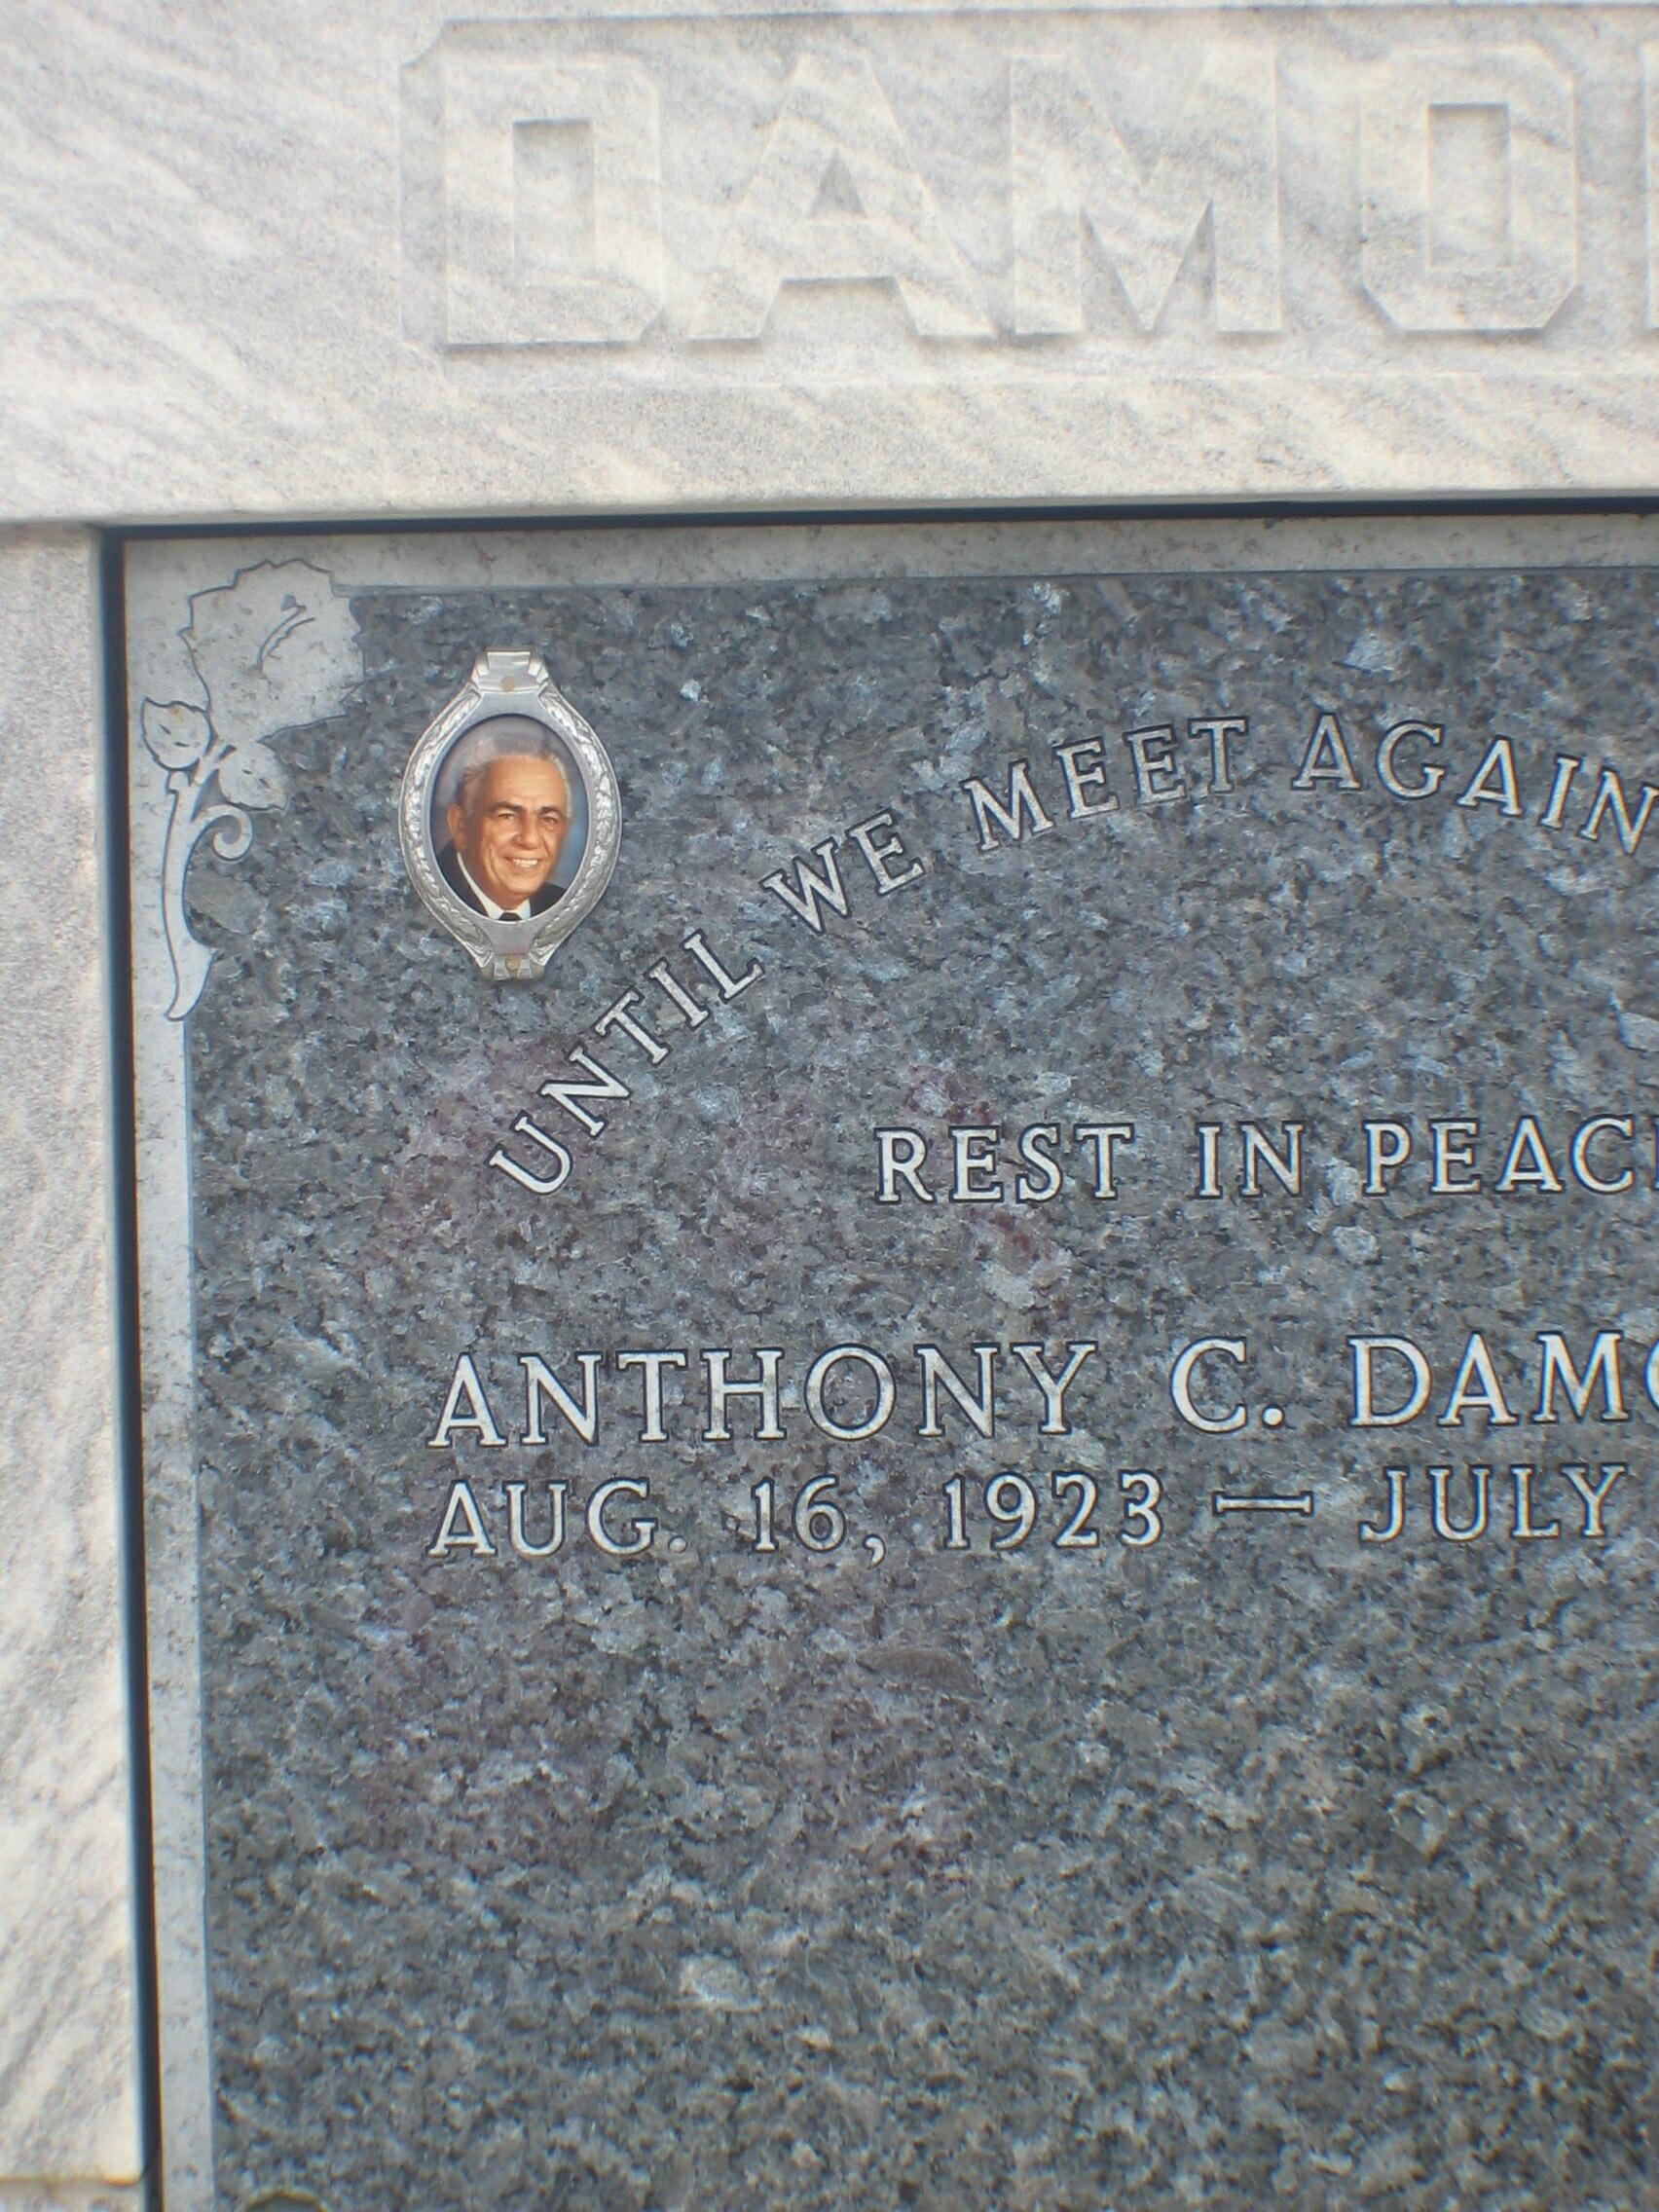 DAMO
UNTIL WE MEET AGAIN
REST IN PEAC
ANTHONY C. DAMO
AUG. 16, 1923 — JULY